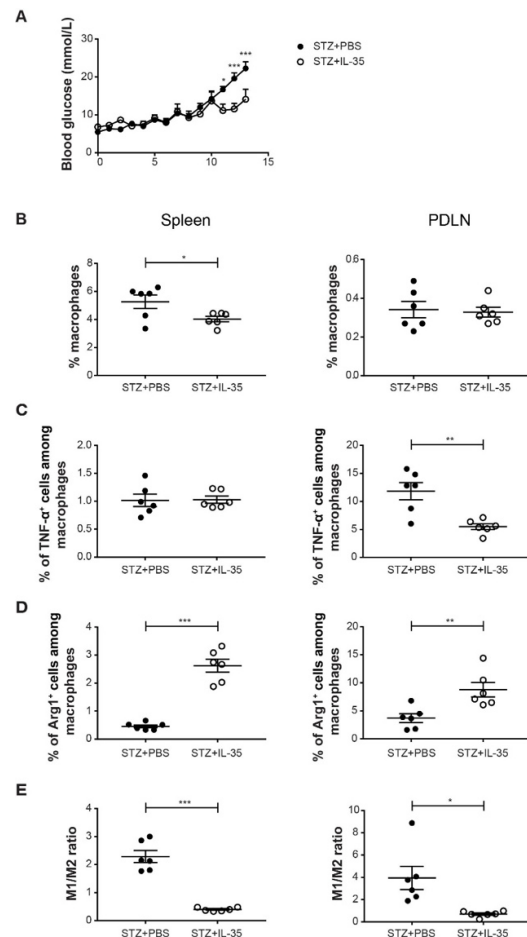 A
Blood glucose (mmol/L)
30
20
10
0
0
5
10
15
*
***
***
STZ+PBS
STZ+IL-35
Spleen
PDLN
B
% macrophages
8
6
4
2
0
*
STZ+PBS
STZ+IL-35
% macrophages
0.6
0.4
0.2
0.0
STZ+PBS
STZ+IL-35
C
% of TNF-α⁺ cells among
macrophages
2.0
1.5
1.0
0.5
0.0
STZ+PBS
STZ+IL-35
% of TNF-α⁺ cells among
macrophages
20
15
10
5
0
**
STZ+PBS
STZ+IL-35
D
% of Arg1⁺ cells among
macrophages
4
3
2
1
0
***
STZ+PBS
STZ+IL-35
% of Arg1⁺ cells among
macrophages
20
15
10
5
0
**
STZ+PBS
STZ+IL-35
E
M1/M2 ratio
4
3
2
1
0
***
STZ+PBS
STZ+IL-35
M1/M2 ratio
10
8
6
4
2
0
*
STZ+PBS
STZ+IL-35